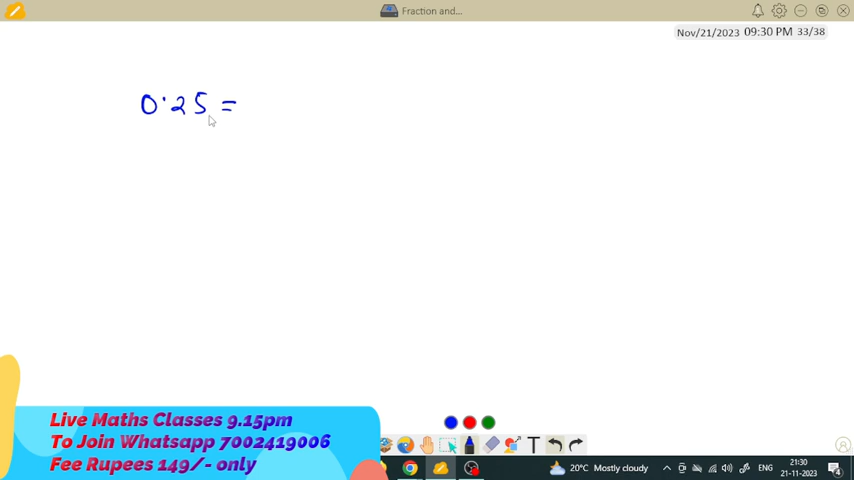 Fraction and...
Nov/21/2023 09:30 PM 33/38
0.25 =
Live Maths Classes 9.15pm
To Join Whatsapp 7002419006
Fee Rupees 149/- only
T
20°C Mostly cloudy
ENG
21:30
21-11-2023
4